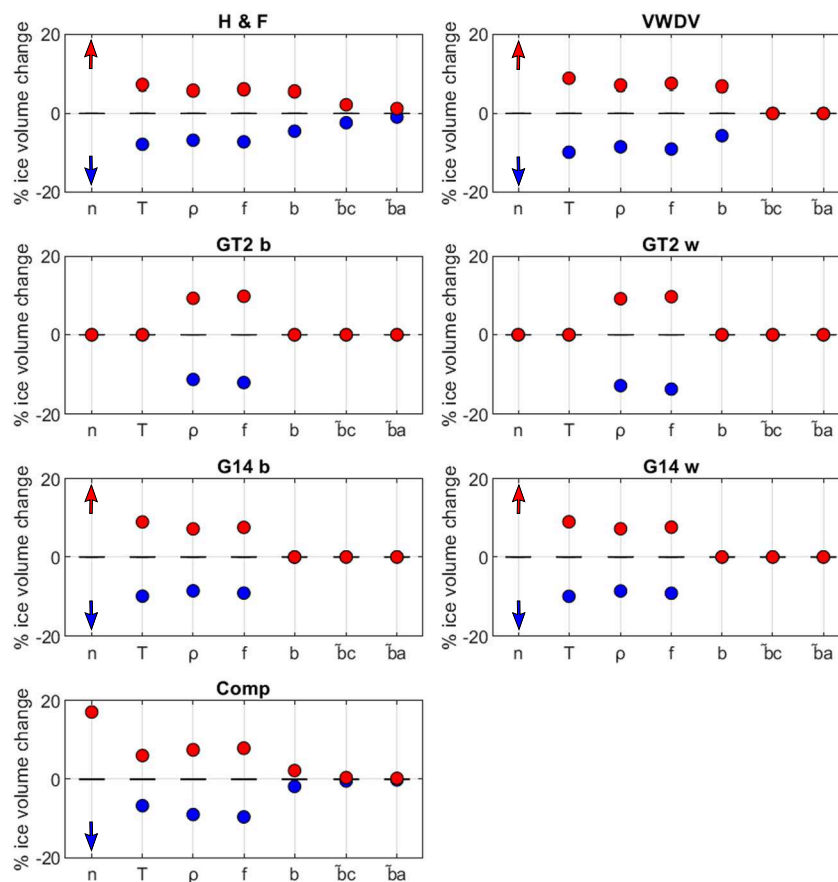 H & F
VWDV
% ice volume change
20
0
-20
n T ρ f b b̃c b̃a
% ice volume change
20
0
-20
n T ρ f b b̃c b̃a
GT2 b
GT2 w
% ice volume change
20
0
-20
n T ρ f b b̃c b̃a
% ice volume change
20
0
-20
n T ρ f b b̃c b̃a
G14 b
G14 w
% ice volume change
20
0
-20
n T ρ f b b̃c b̃a
% ice volume change
20
0
-20
n T ρ f b b̃c b̃a
Comp
% ice volume change
20
0
-20
n T ρ f b b̃c b̃a